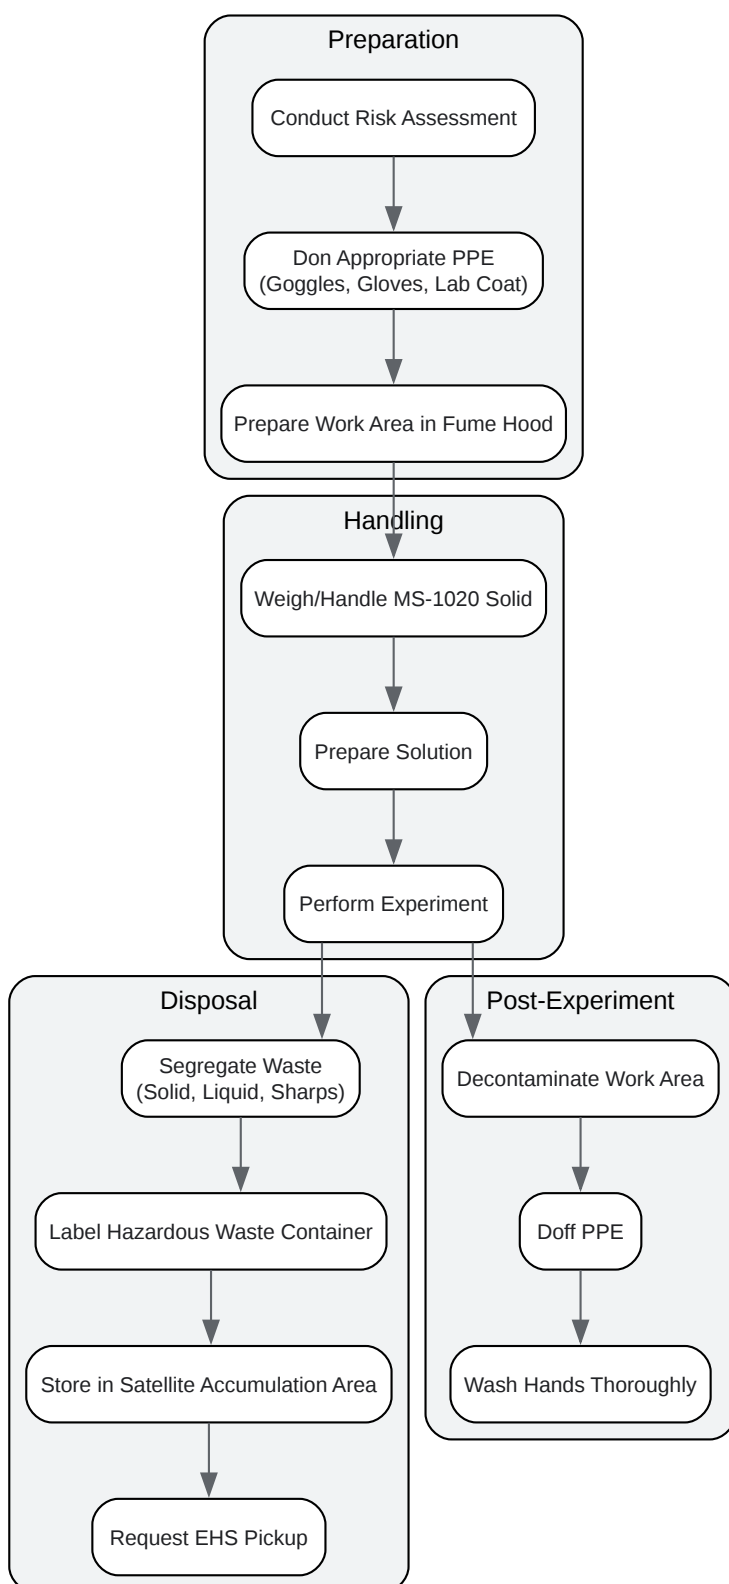 Preparation
Conduct Risk Assessment
Don Appropriate PPE
(Goggles, Gloves, Lab Coat)
Prepare Work Area in Fume Hood
Handling
Weigh/Handle MS-1020 Solid
Prepare Solution
Perform Experiment
Disposal
Segregate Waste
(Solid, Liquid, Sharps)
Label Hazardous Waste Container
Store in Satellite Accumulation Area
Request EHS Pickup
Post-Experiment
Decontaminate Work Area
Doff PPE
Wash Hands Thoroughly